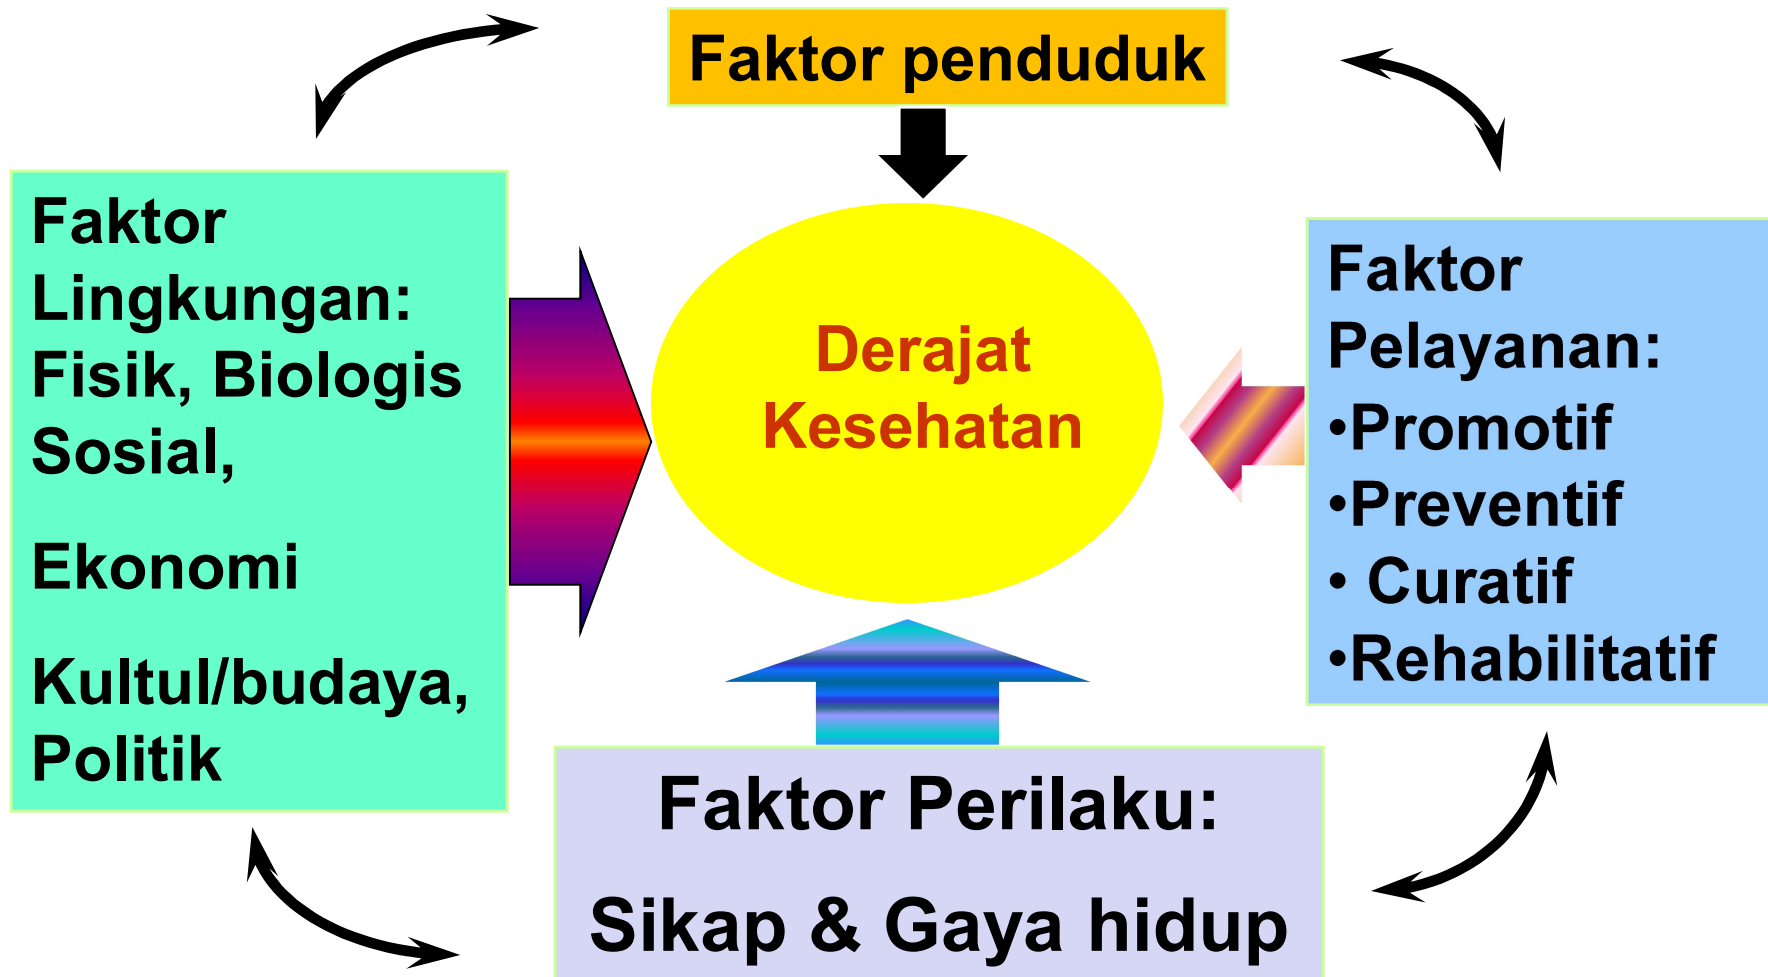 Faktor penduduk
Faktor
Lingkungan:
Fisik, Biologis
Sosial,
Ekonomi
Kultul/budaya,
Politik
Derajat
Kesehatan
Faktor
Pelayanan:
•Promotif
•Preventif
• Curatif
•Rehabilitatif
Faktor Perilaku:
Sikap & Gaya hidup